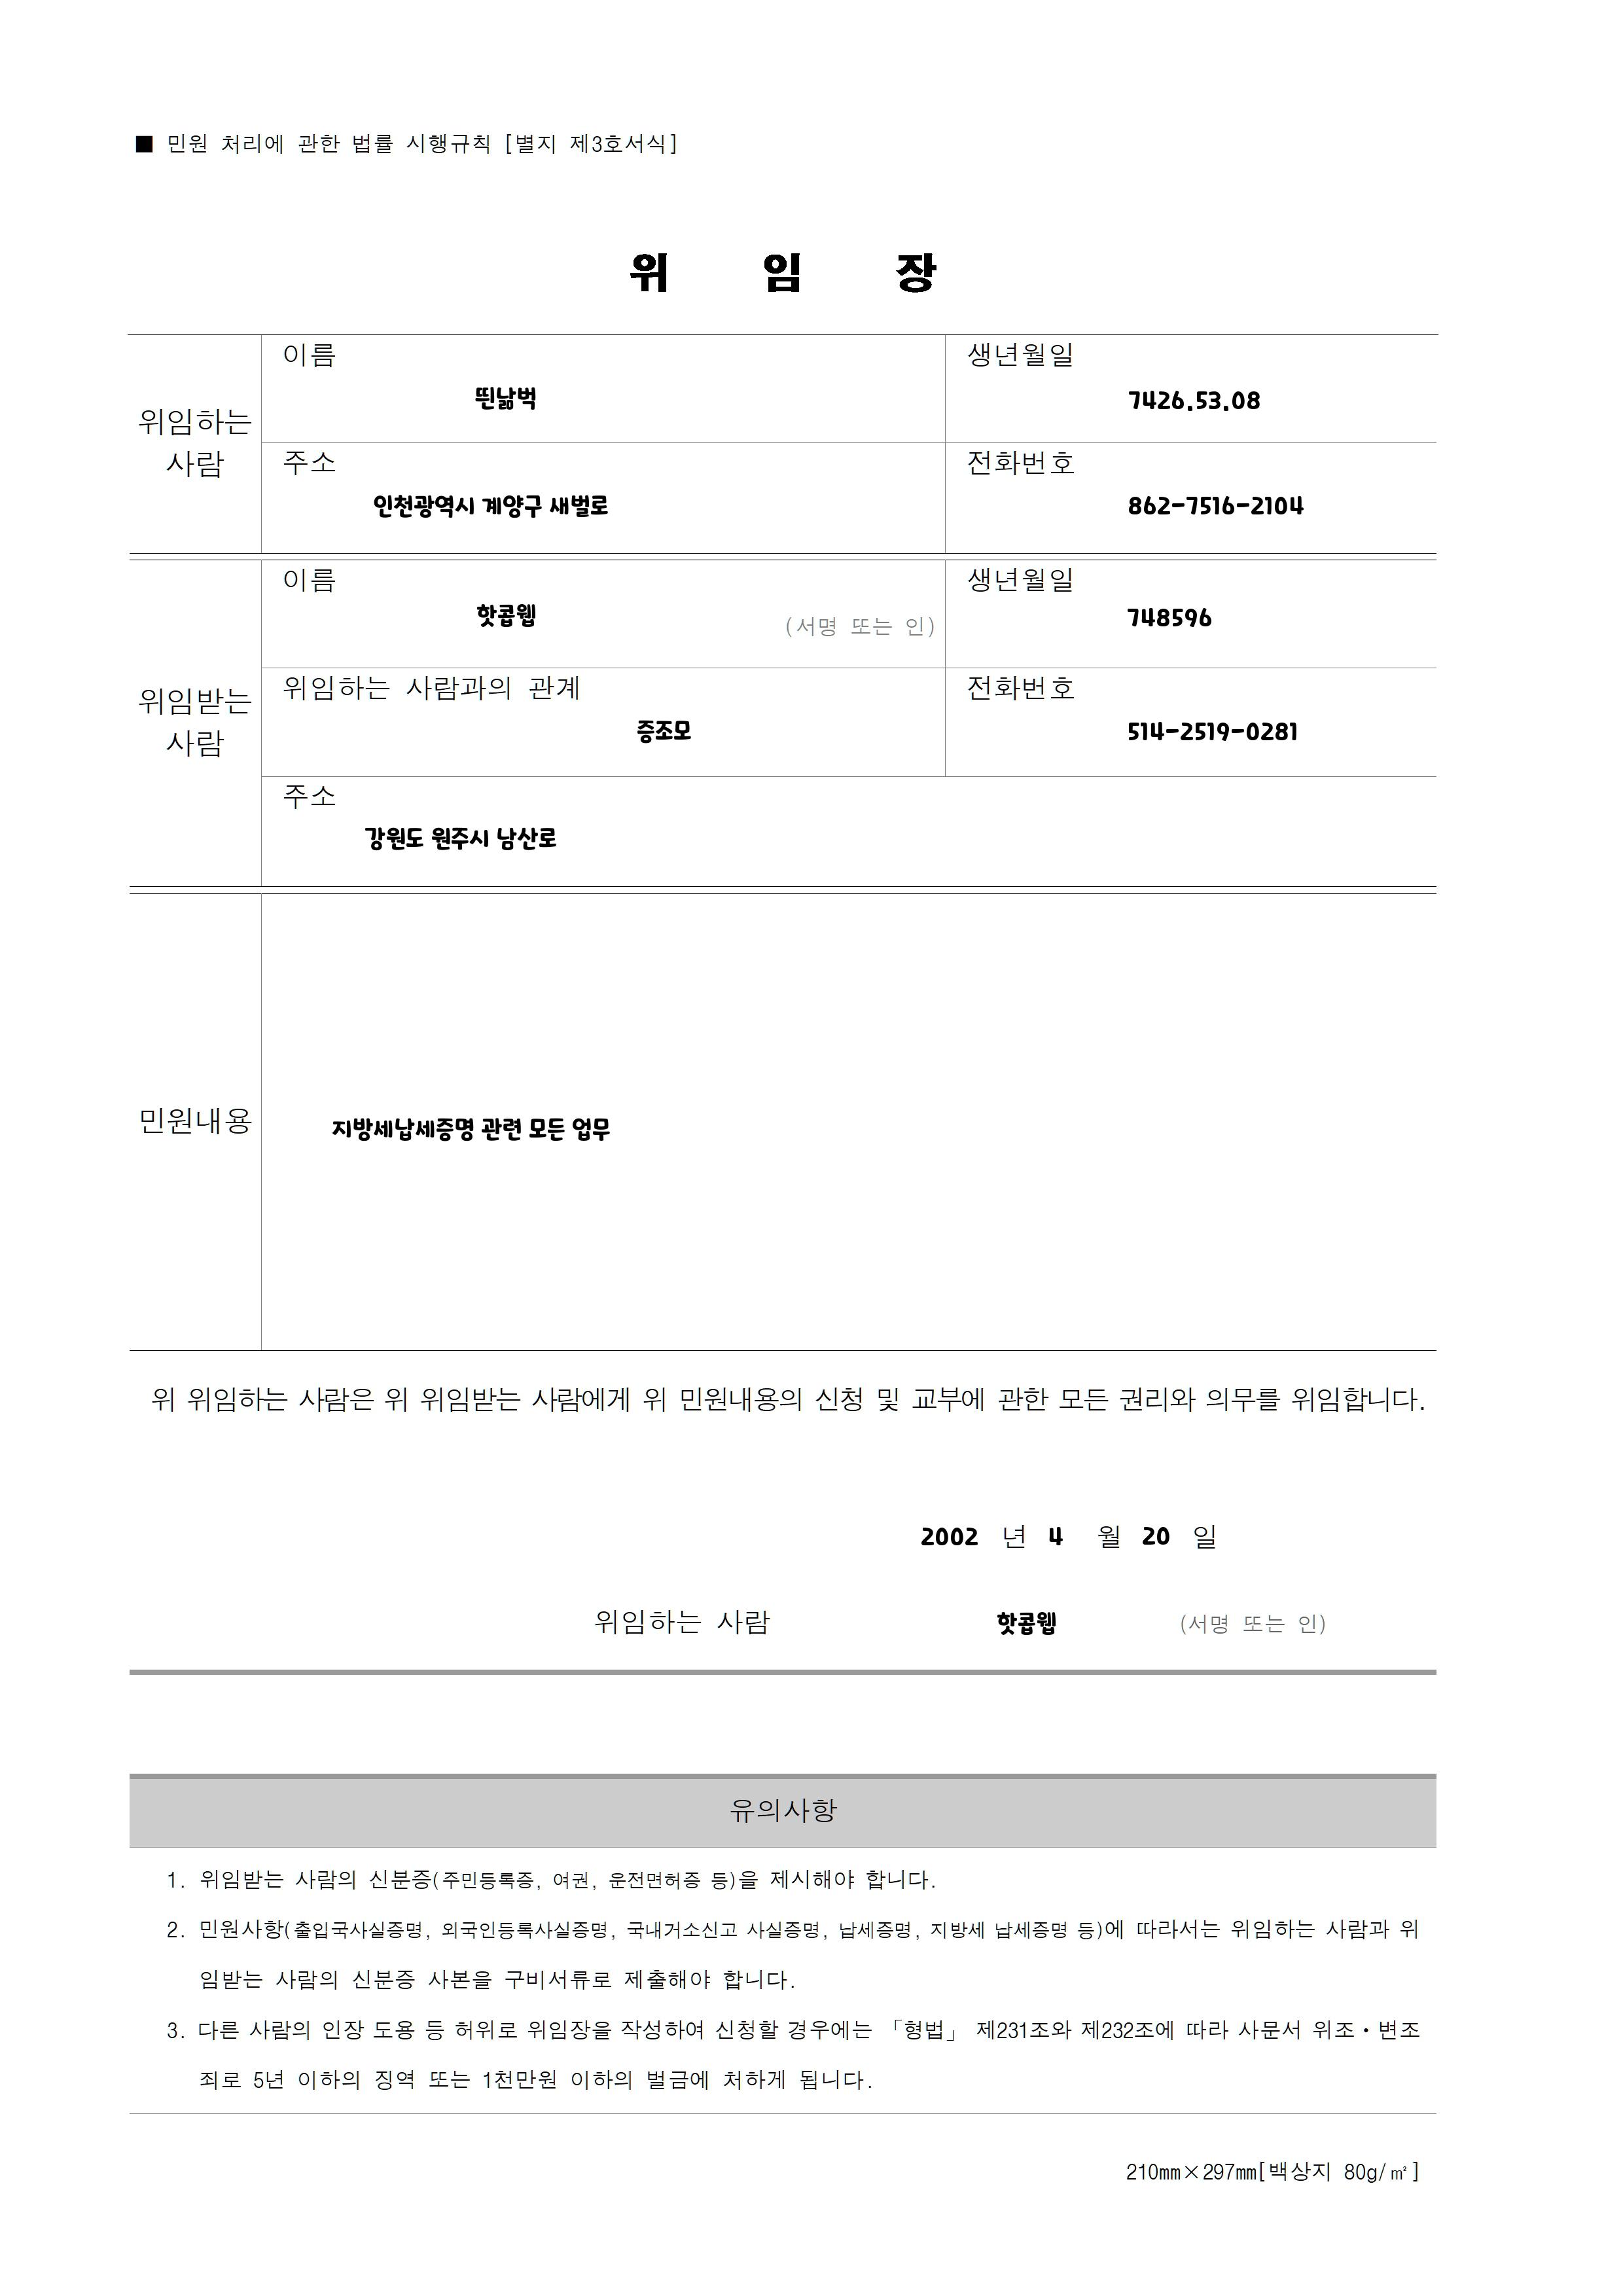 ■ 민원 처리에 관한 법률 시행규칙 [별지 제3호서식]
위 임 장
위임하는 사람
이름
띈낣벅
생년월일
7426.53.08
주소
인천광역시 계양구 새벌로
전화번호
862-7516-2104
위임받는 사람
이름
핫콥웹
(서명 또는 인)
생년월일
748596
위임하는 사람과의 관계
증조모
전화번호
514-2519-0281
주소
강원도 원주시 남산로
민원내용
지방세납세증명 관련 모든 업무
위 위임하는 사람은 위 위임받는 사람에게 위 민원내용의 신청 및 교부에 관한 모든 권리와 의무를 위임합니다.
2002 년 4 월 20 일
위임하는 사람 핫콥웹 (서명 또는 인)
유의사항
1. 위임받는 사람의 신분증(주민등록증, 여권, 운전면허증 등)을 제시해야 합니다.
2. 민원사항(출입국사실증명, 외국인등록사실증명, 국내거소신고 사실증명, 납세증명, 지방세 납세증명 등)에 따라서는 위임하는 사람과 위
임받는 사람의 신분증 사본을 구비서류로 제출해야 합니다.
3. 다른 사람의 인장 도용 등 허위로 위임장을 작성하여 신청할 경우에는 「형법」 제231조와 제232조에 따라 사문서 위조·변조
죄로 5년 이하의 징역 또는 1천만원 이하의 벌금에 처하게 됩니다.
210㎜×297㎜[백상지 80g/㎡]